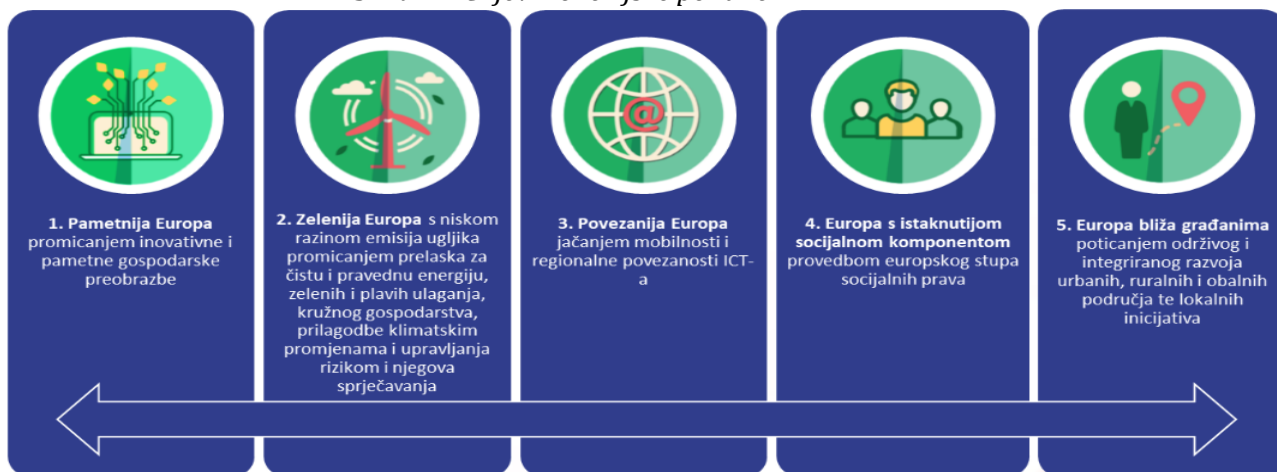 @
1. Pametnija Europa
promicanjem inovativne i
pametne gospodarske
preobrazbe
2. Zelenija Europa s niskom
razinom emisija ugljika
promicanjem prelaska za
čistu i pravednu energiju,
zelenih i plavih ulaganja,
kružnog gospodarstva,
prilagodbe klimatskim
promjenama i upravljanja
rizikom i njegova
sprječavanja
3. Povezanija Europa
jačanjem mobilnosti i
regionalne povezanosti ICT-
a
4. Europa s istaknutijom
socijalnom komponentom
provedbom europskog stupa
socijalnih prava
5. Europa bliža građanima
poticanjem održivog i
integriranog razvoja
urbanih, ruralnih i obalnih
područja te lokalnih
inicijativa